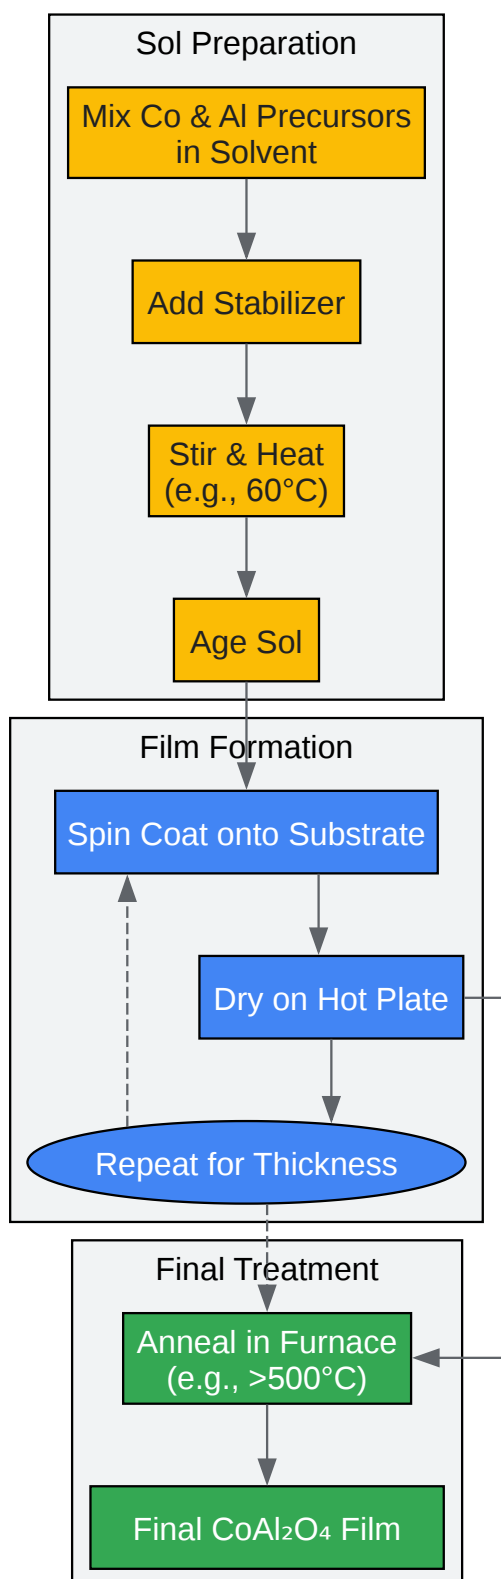 Sol Preparation
Mix Co & Al Precursors
in Solvent
Add Stabilizer
Stir & Heat
(e.g., 60°C)
Age Sol
Film Formation
Spin Coat onto Substrate
Dry on Hot Plate
Repeat for Thickness
Final Treatment
Anneal in Furnace
(e.g., >500°C)
Final CoAl₂O₄ Film